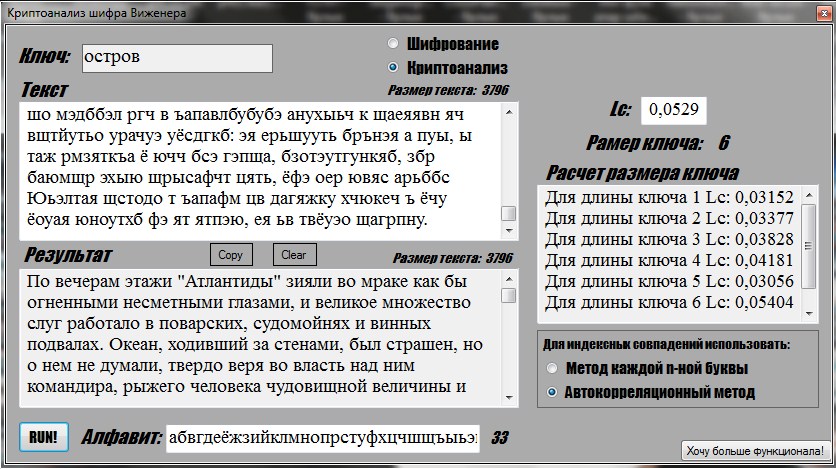 Криптоанализ шифра Виженера
Ключ: остров
Шифрование
Криптоанализ
Текст
Размер текста: 3796
шо мэдббэл ргч в ъапавлбубубэ анухыьч к щаеяявн яч
вщтйутьо урачуэ уёсдгкб: эя ерьшууть брънэя а пуы, ы
таж рмзяткъа ё ючч бсэ гэпща, бзотэутгункяб, збр
баюмщр эхыю щрысафчт цять, ёфэ оер ювяс арьббс
Юьэлтая щстодо т ъапафм цв дагяжку хчюкеч ъ ёчу
ёоуая юноутхб фэ ят ятпэю, ея ьв твёуэо щагрпну.
Lc: 0,0529
Рамер ключа: 6
Расчет размера ключа
Для длины ключа 1 Lc: 0,03152
Для длины ключа 2 Lc: 0,03377
Для длины ключа 3 Lc: 0,03828
Для длины ключа 4 Lc: 0,04181
Для длины ключа 5 Lc: 0,03056
Для длины ключа 6 Lc: 0,05404
Результат
Copy
Clear
Размер текста: 3796
По вечерам этажи "Атлантиды" зияли во мраке как бы
огненными несметными глазами, и великое множество
слуг работало в поварских, судомойнях и винных
подвалах. Океан, ходивший за стенами, был страшен, но
о нем не думали, твердо веря во власть над ним
командира, рыжего человека чудовищной величины и
Для индексных совпадений использовать:
Метод каждой n-ной буквы
Автокорреляционный метод
RUN!
Алфавит: абвгдеёжзийклмнопрстуфхцчшщъыьэ
33
Хочу больше функционала!